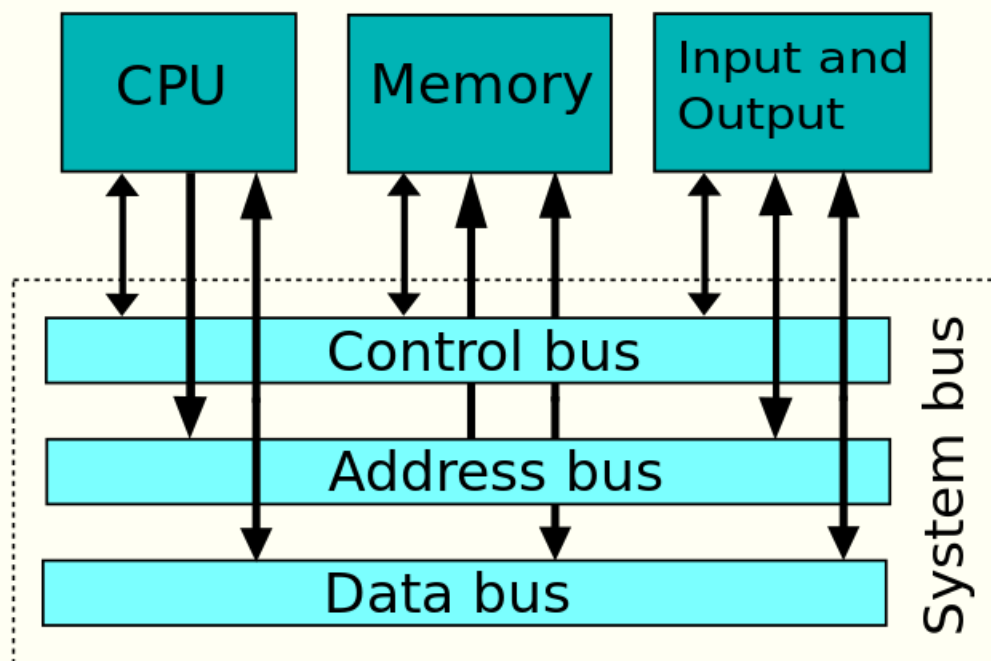 CPU
Memory
Input and
Output
Control bus
Address bus
Data bus
System bus